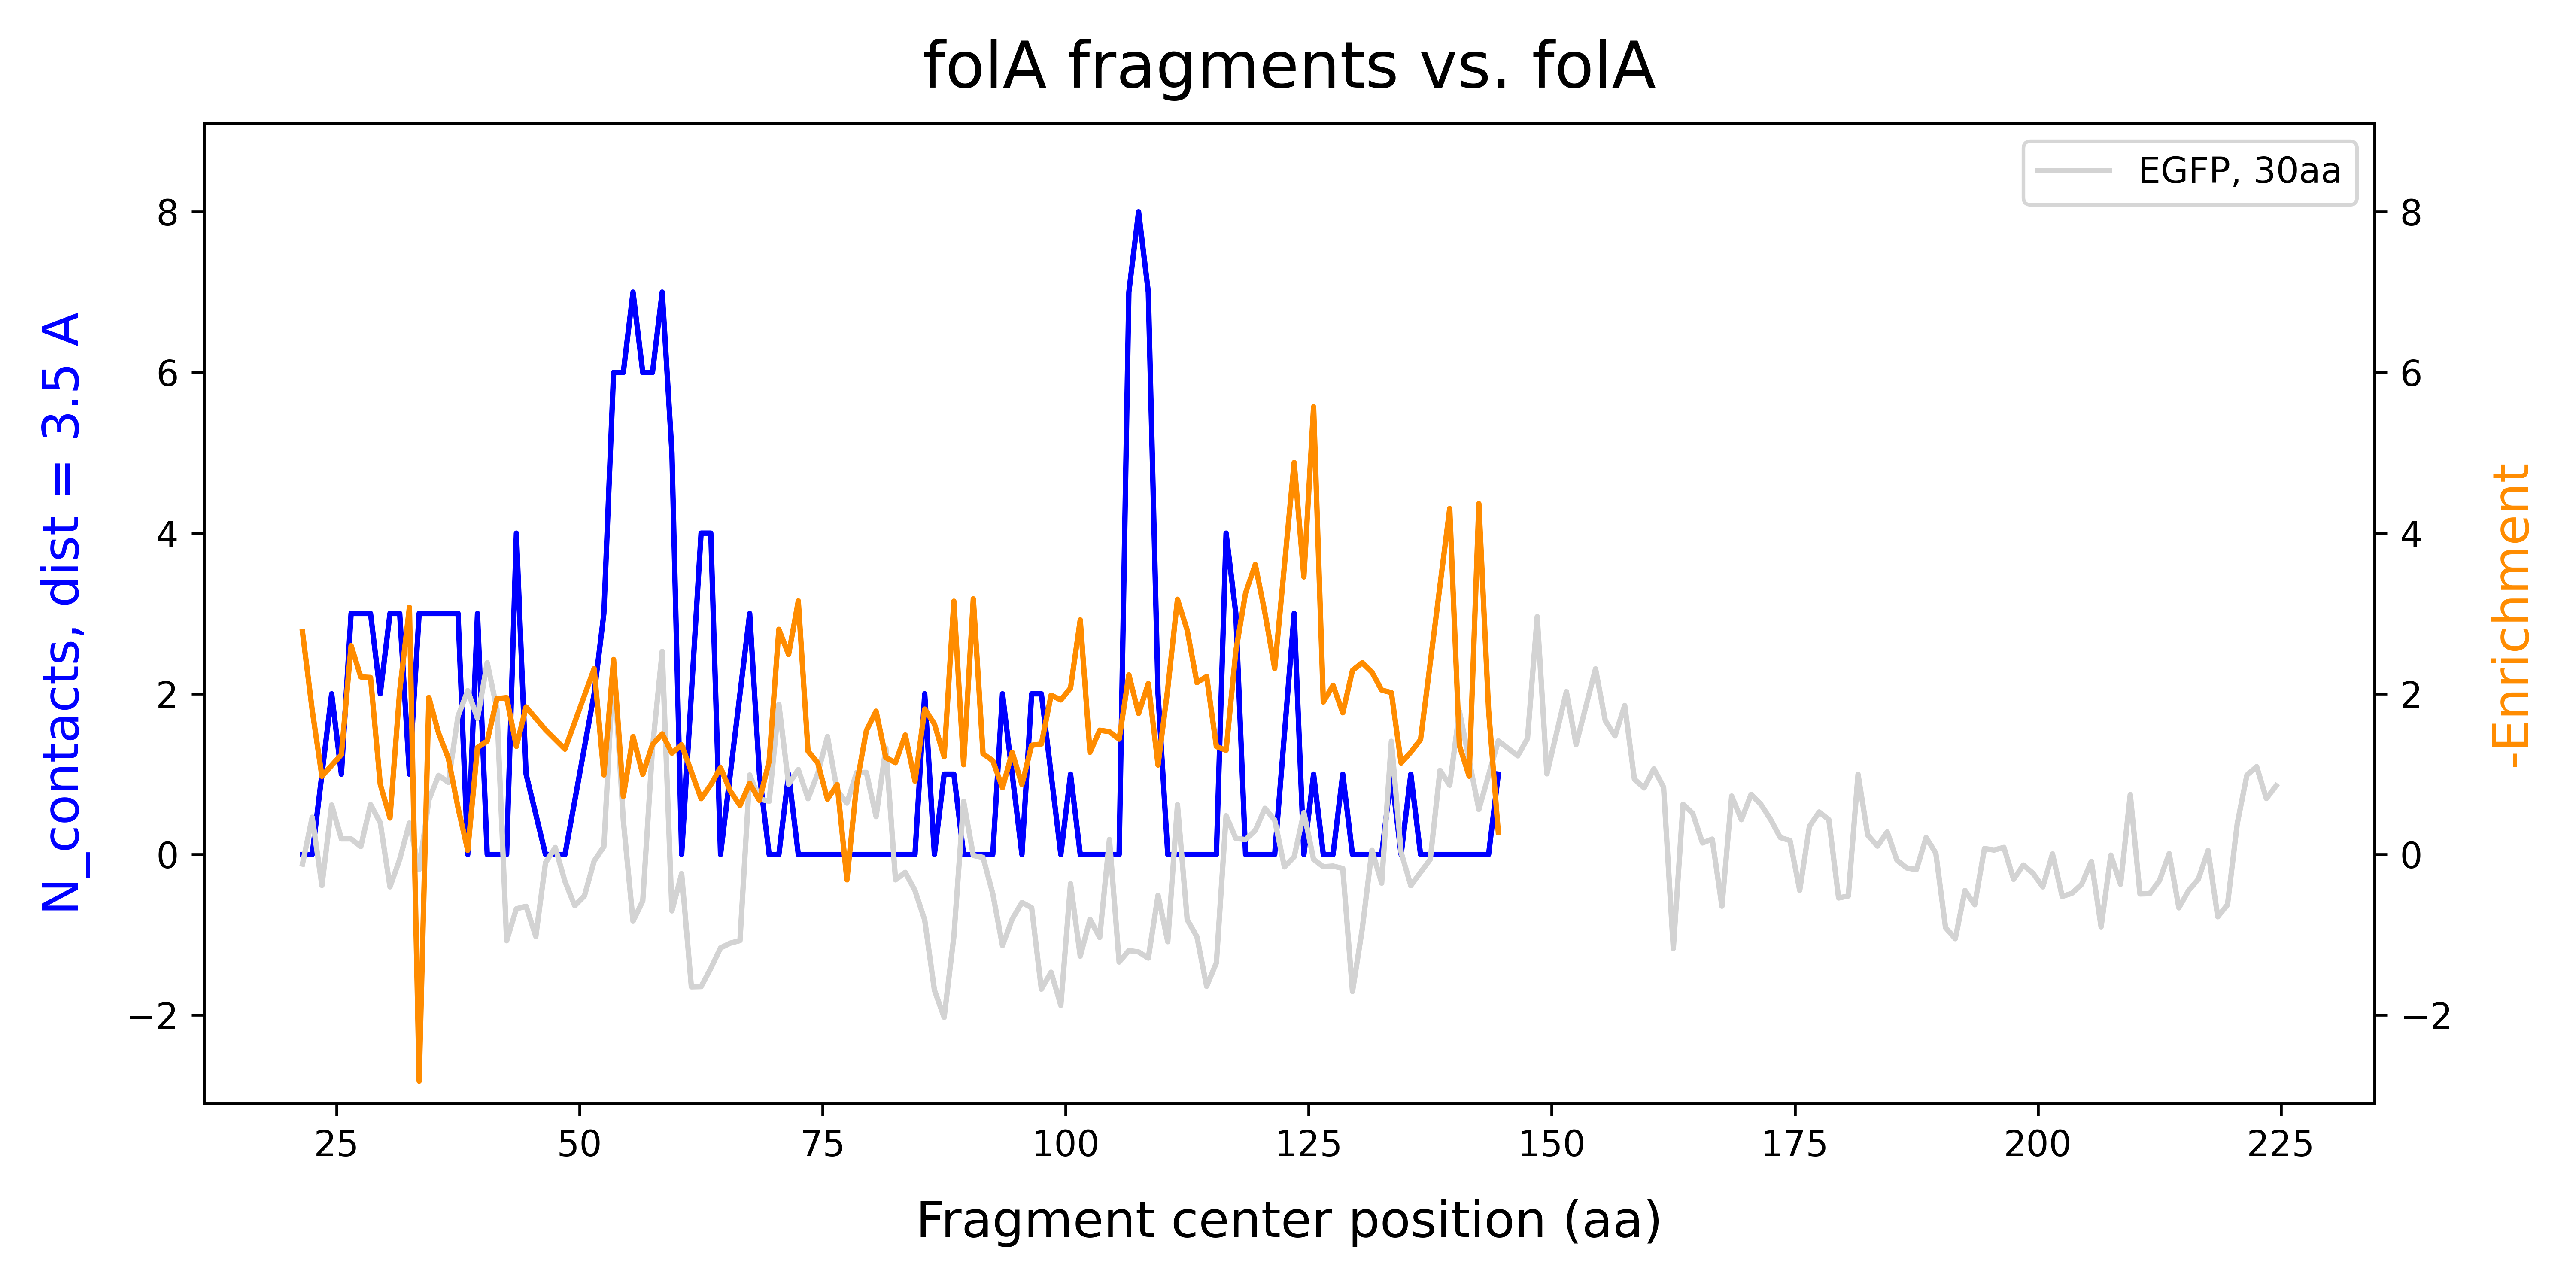 folA fragments vs. folA
EGFP, 30aa
N_contacts, dist = 3.5 A
8
6
4
2
0
−2
8
6
4
2
0
−2
-Enrichment
25 50 75 100 125 150 175 200 225
Fragment center position (aa)